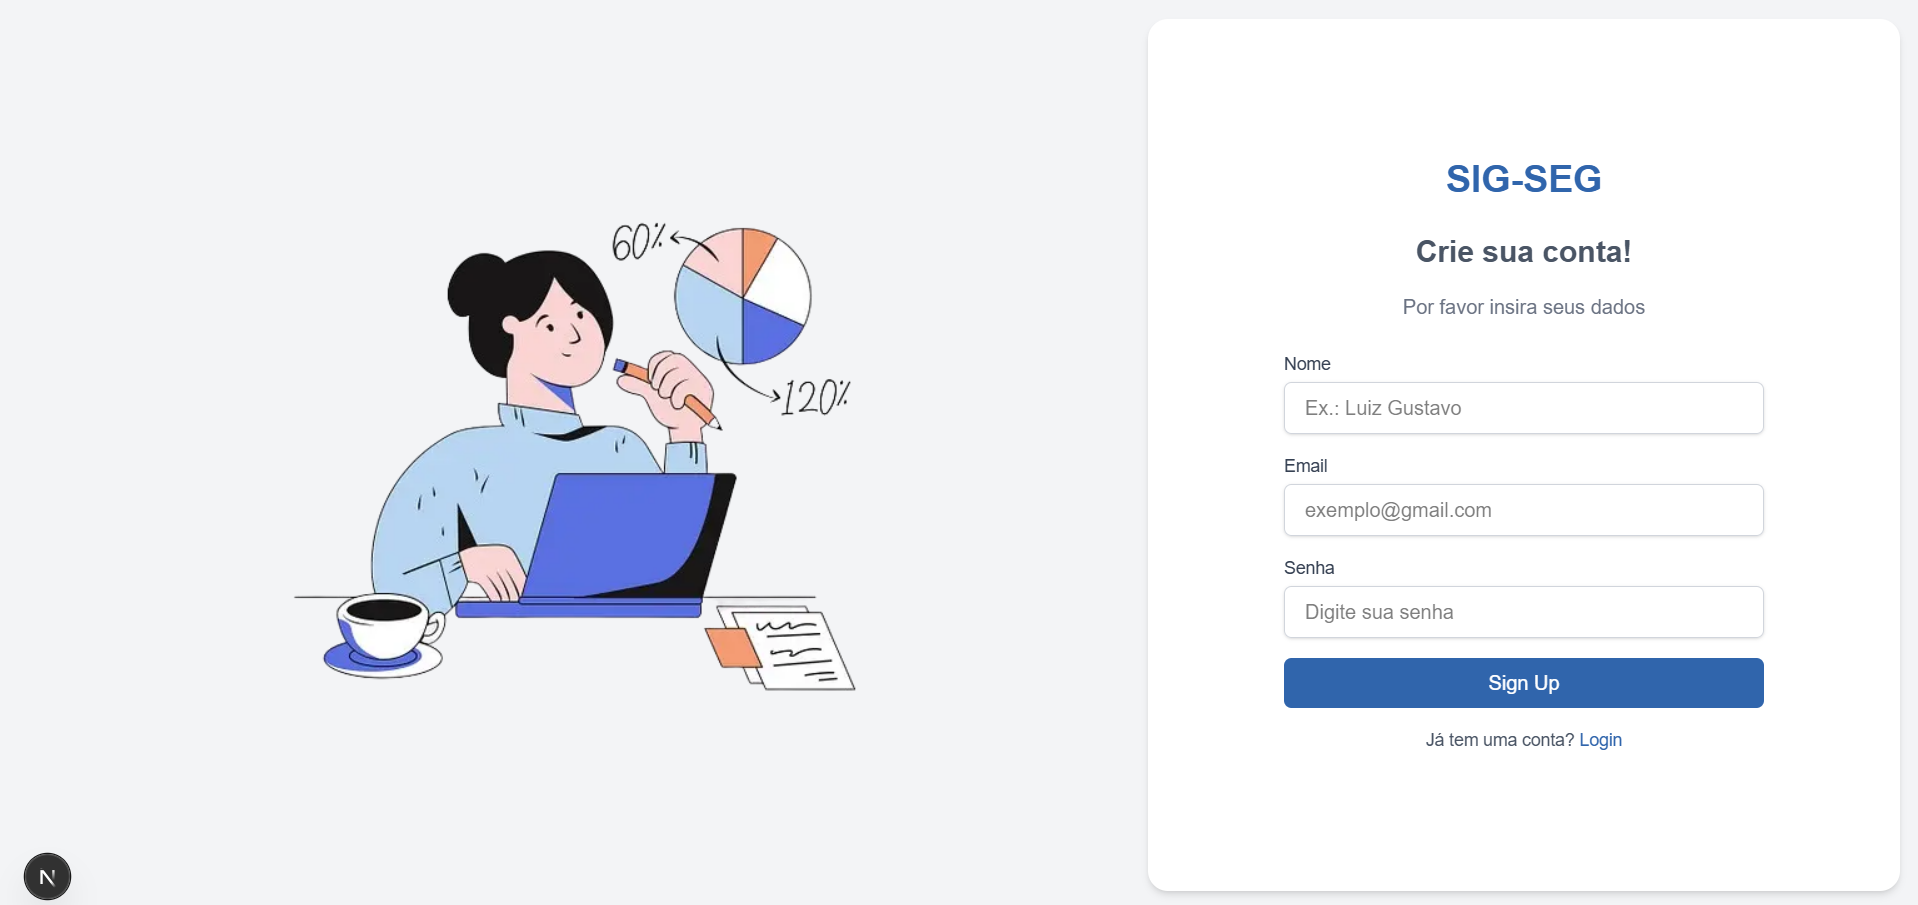 60%
120%
SIG-SEG
Crie sua conta!
Por favor insira seus dados
Nome
Ex.: Luiz Gustavo
Email
exemplo@gmail.com
Senha
Digite sua senha
Sign Up
Já tem uma conta? Login
N